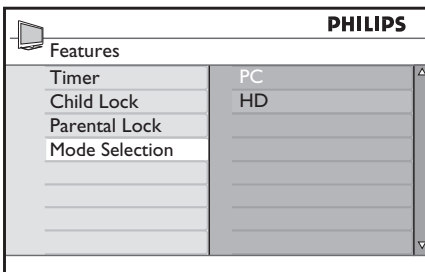 PHILIPS
Features
Timer
PC
Child Lock
HD
Parental Lock
Mode Selection